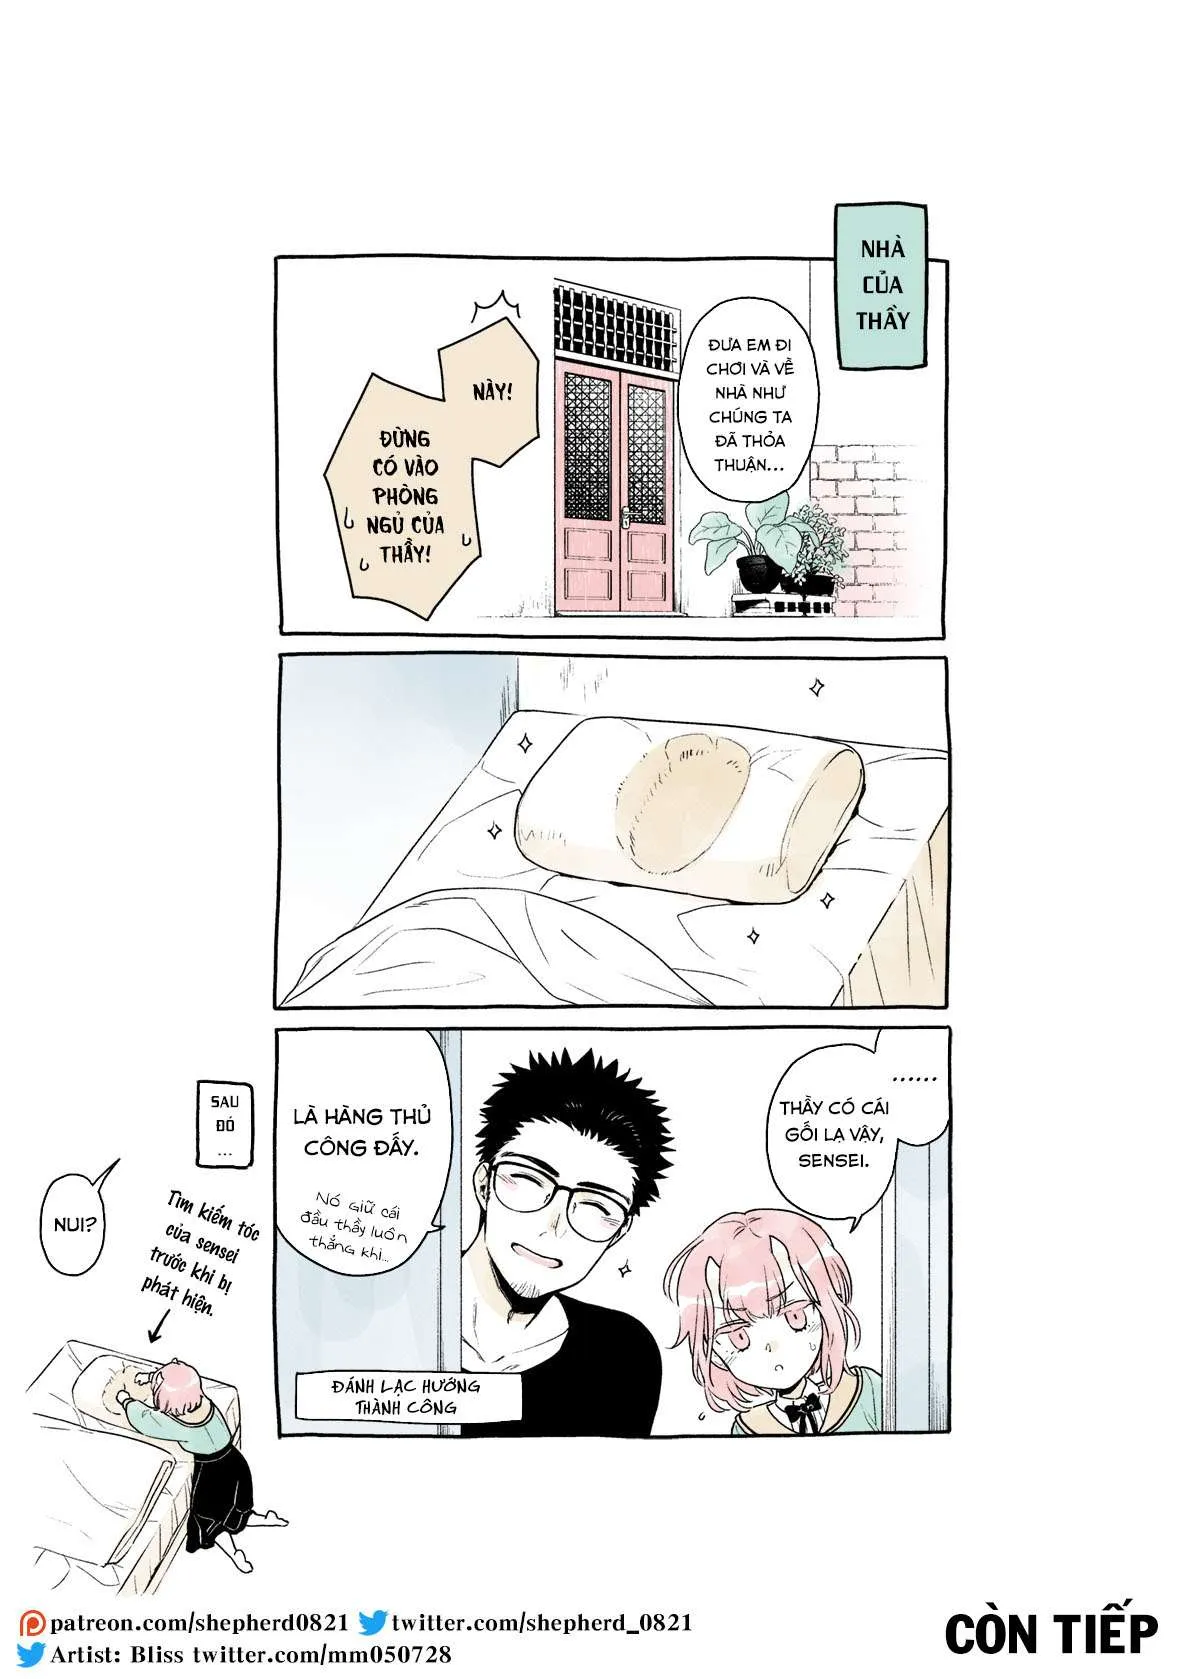 NHÀ
CỦA
THẦY
ĐƯA EM ĐI
CHƠI VÀ VỀ
NHÀ NHƯ
CHÚNG TA
ĐÃ THỎA
THUẬN...
NÀY!
ĐỪNG
CÓ VÀO
PHÒNG
NGỦ CỦA
THẦY!
......
THẦY CÓ CÁI
GỐI LẠ VẬY,
SENSEI.
LÀ HÀNG THỦ
CÔNG ĐẤY.
Nó giữ cái
đầu thầy luôn
thẳng khi...
ĐÁNH LẠC HƯỚNG
THÀNH CÔNG
SAU
ĐÓ
...
Tìm kiếm tóc
của sensei
trước khi bị
phát hiện.
NUI?
patreon.com/shepherd0821 twitter.com/shepherd_0821
Artist: Bliss twitter.com/mm050728
CÒN TIẾP